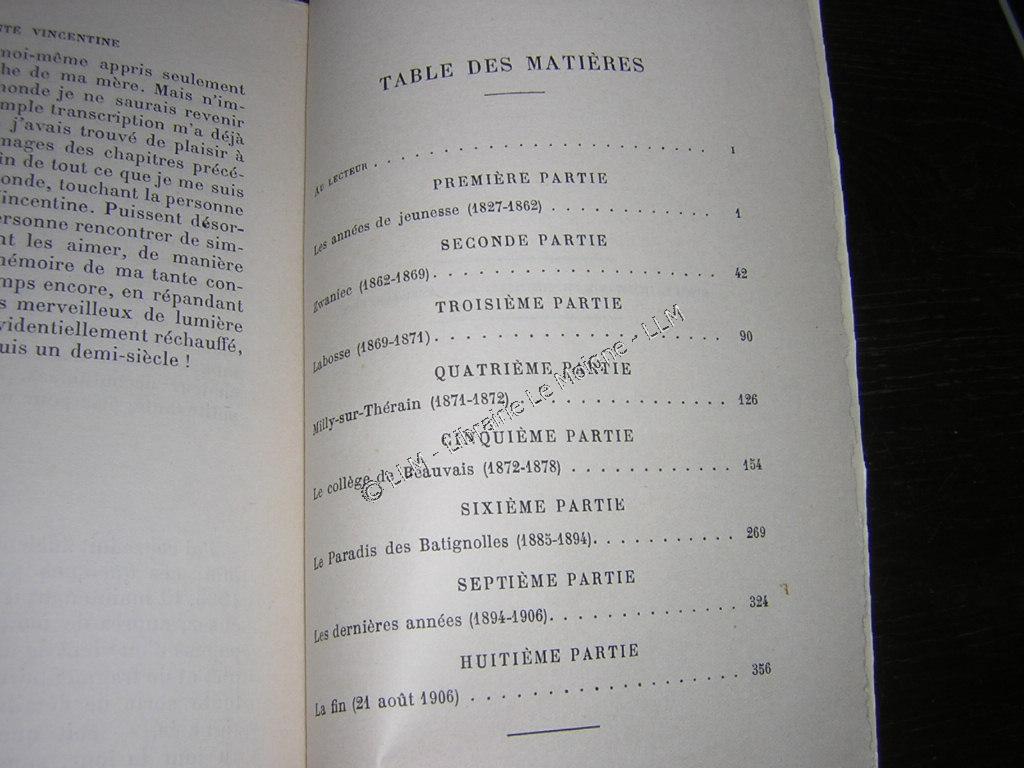 NTE VINCENTINE
noi-même appris seulement
he de ma mère. Mais n'im-
monde je ne saurais revenir
mple transcription m'a déjà
j'avais trouvé de plaisir à
mages des chapitres précé-
in de tout ce que je me suis
onde, touchant la personne
Vincentine. Puissent désor-
ersonne rencontrer de sim-
nt les aimer, de manière
mémoire de ma tante con-
mps encore, en répandant
s merveilleux de lumière
videntiellement réchauffé,
uis un demi-siècle !
TABLE DES MATIÈRES
AU LECTEUR . . . . . . . . . . . . . . . . . . . . . . . . I
PREMIÈRE PARTIE
Les années de jeunesse (1827-1862) . . . . . . . . . . . 1
SECONDE PARTIE
Zwaniec (1862-1869) . . . . . . . . . . . . . . . . . . . 42
TROISIÈME PARTIE
Labosse (1869-1871) . . . . . . . . . . . . . . . . . . . 90
QUATRIÈME PARTIE
Milly-sur-Thérain (1871-1872) . . . . . . . . . . . . . . 126
CINQUIÈME PARTIE
Le collège de Beauvais (1872-1878) . . . . . . . . . . . 154
SIXIÈME PARTIE
Le Paradis des Batignolles (1885-1894) . . . . . . . . . 269
SEPTIÈME PARTIE
Les dernières années (1894-1906) . . . . . . . . . . . . 324
HUITIÈME PARTIE
La fin (21 août 1906) . . . . . . . . . . . . . . . . . . 356
© LLM - Librairie Le Moigne - LLM